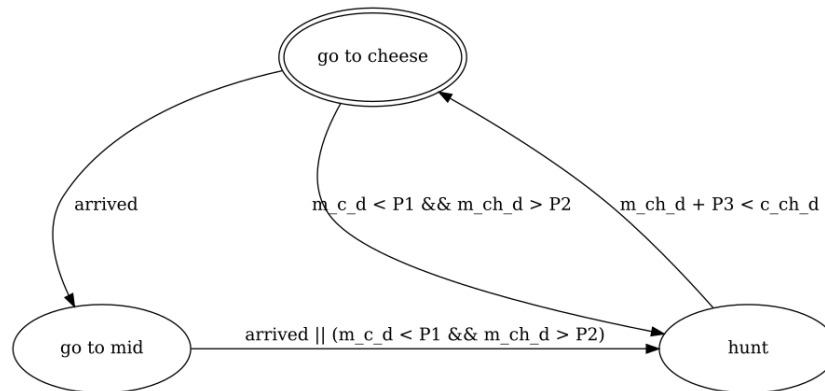 go to cheese
arrived
m_c_d < P1 && m_ch_d > P2
m_ch_d + P3 < c_ch_d
arrived || (m_c_d < P1 && m_ch_d > P2)
go to mid
hunt